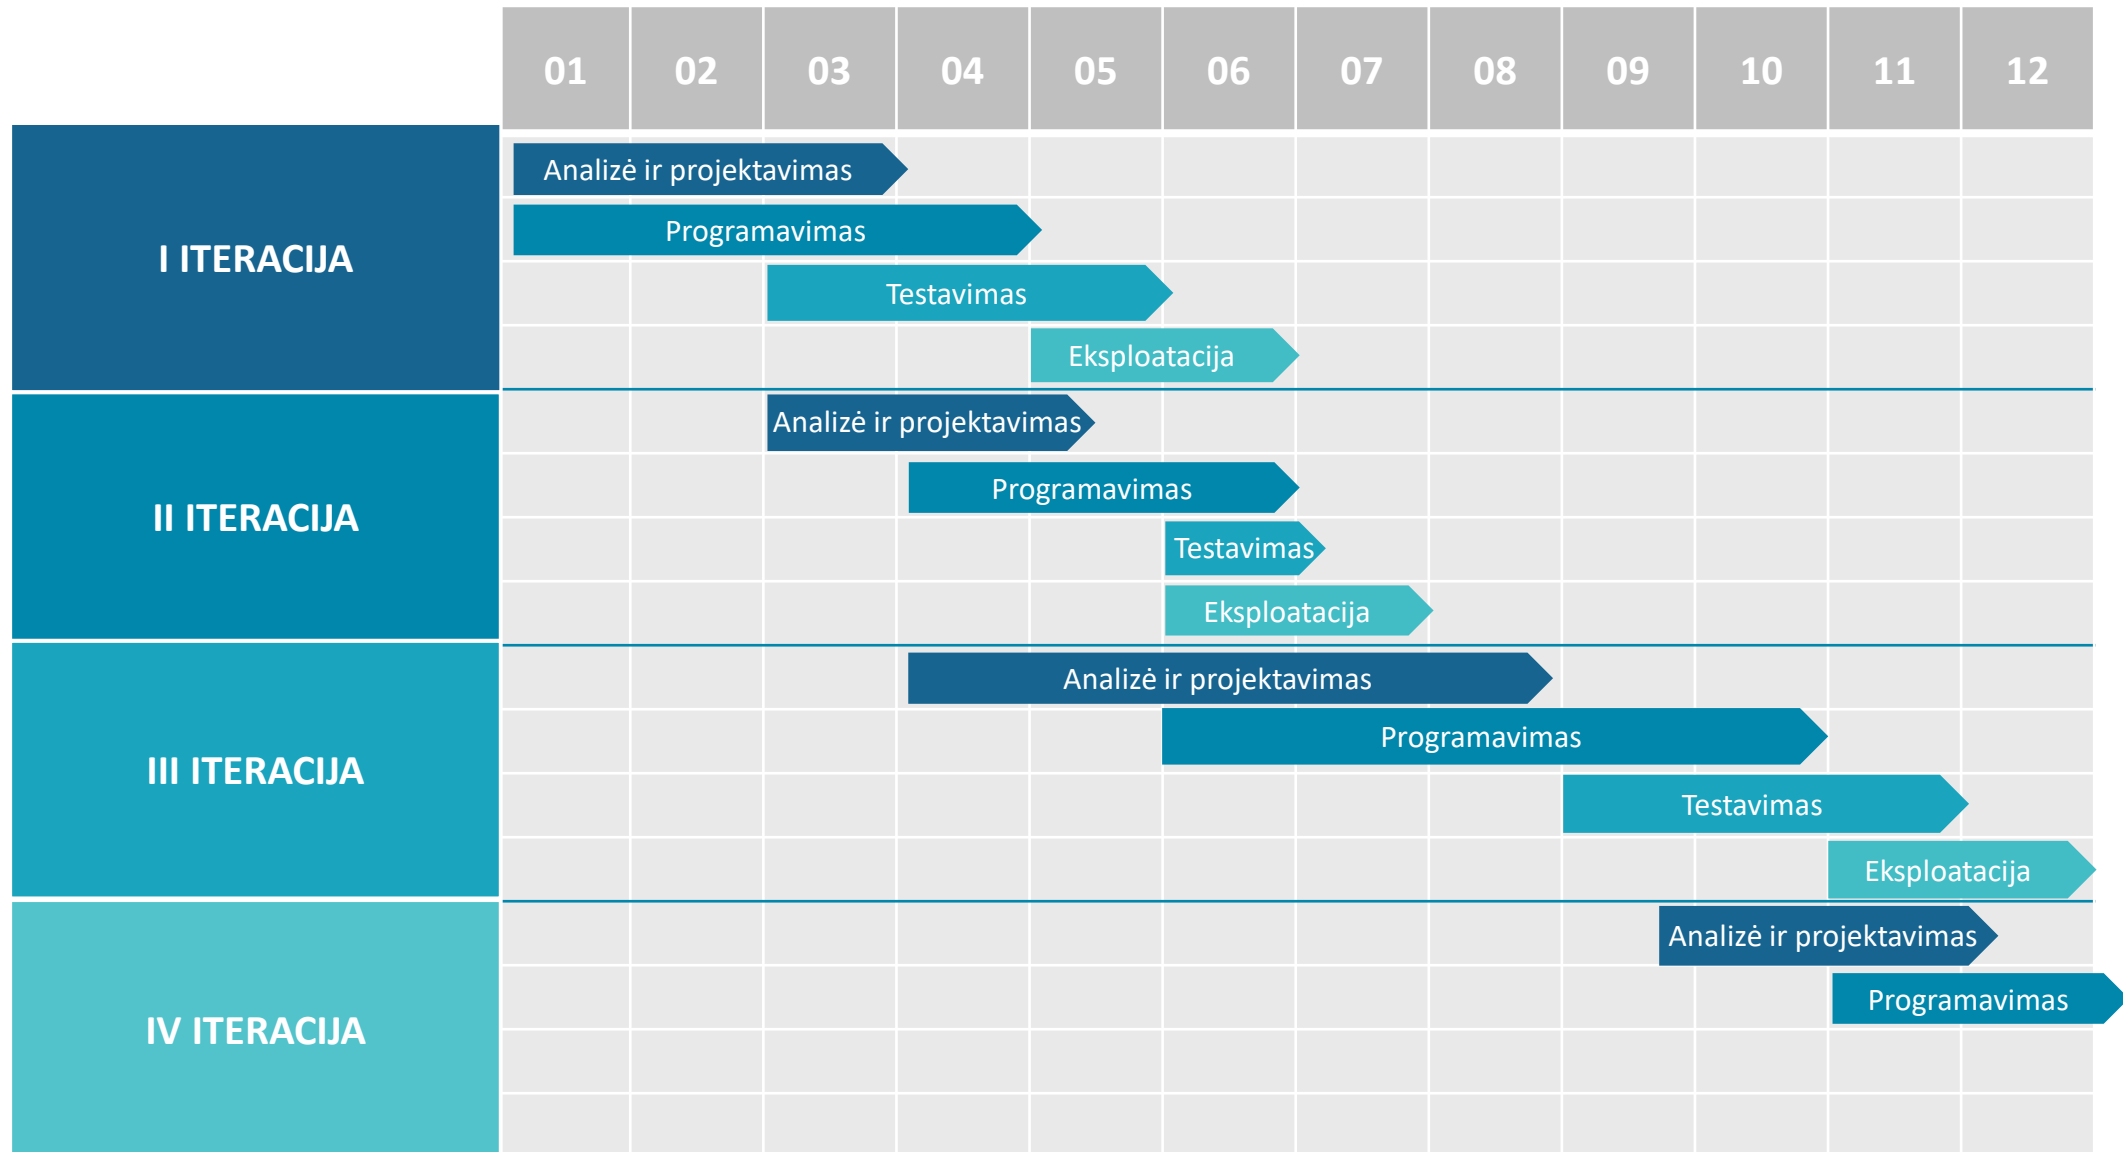 01 02 03 04 05 06 07 08 09 10 11 12
I ITERACIJA
Analizė ir projektavimas
Programavimas
Testavimas
Eksploatacija
II ITERACIJA
Analizė ir projektavimas
Programavimas
Testavimas
Eksploatacija
III ITERACIJA
Analizė ir projektavimas
Programavimas
Testavimas
Eksploatacija
IV ITERACIJA
Analizė ir projektavimas
Programavimas